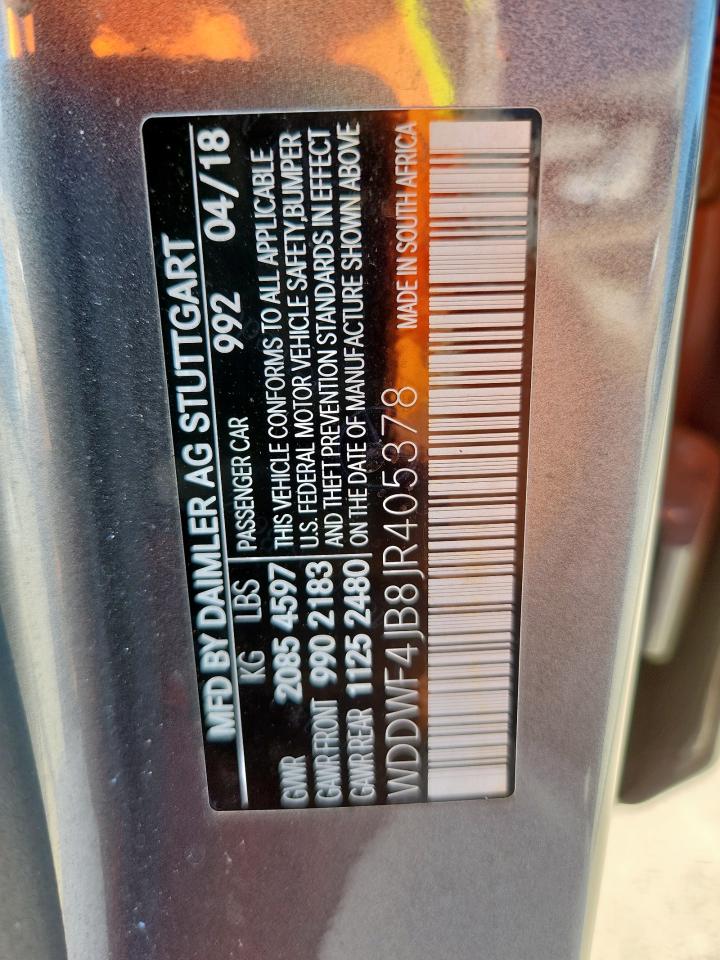 MFD BY DAIMLER AG STUTTGART
KG LBS PASSENGER CAR 992 04/18
GWR 2085 4597 THIS VEHICLE CONFORMS TO ALL APPLICABLE
GAWR FRONT 990 2183 U.S. FEDERAL MOTOR VEHICLE SAFETY, BUMPER
GAWR REAR 1125 2480 AND THEFT PREVENTION STANDARDS IN EFFECT
ON THE DATE OF MANUFACTURE SHOWN ABOVE
WDDWF4JB8JR405378 MADE IN SOUTH AFRICA